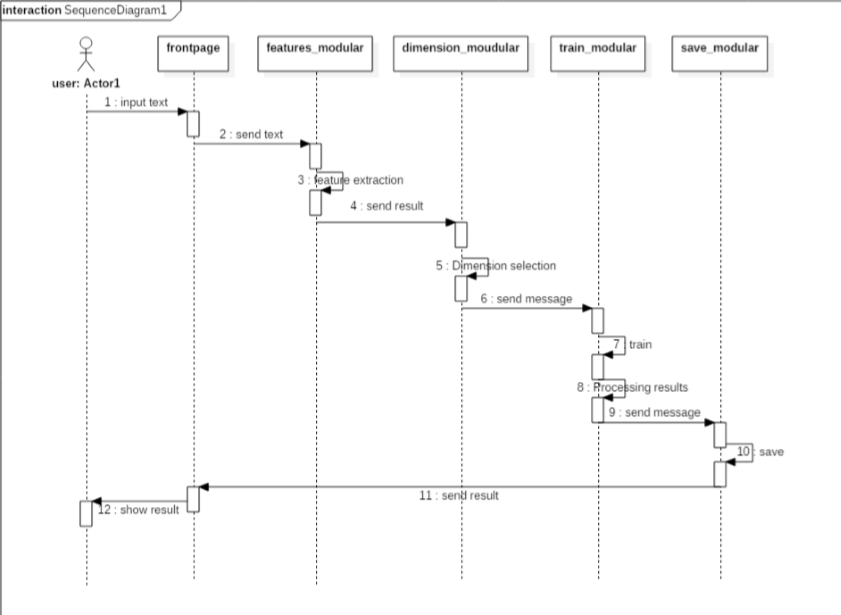 interaction SequenceDiagram1
frontpage
features_modular
dimension_moudular
train_modular
save_modular
user: Actor1
1 : input text
2 : send text
3 : feature extraction
4 : send result
5 : Dimension selection
6 : send message
7 : train
8 : Processing results
9 : send message
10 : save
11 : send result
12 : show result